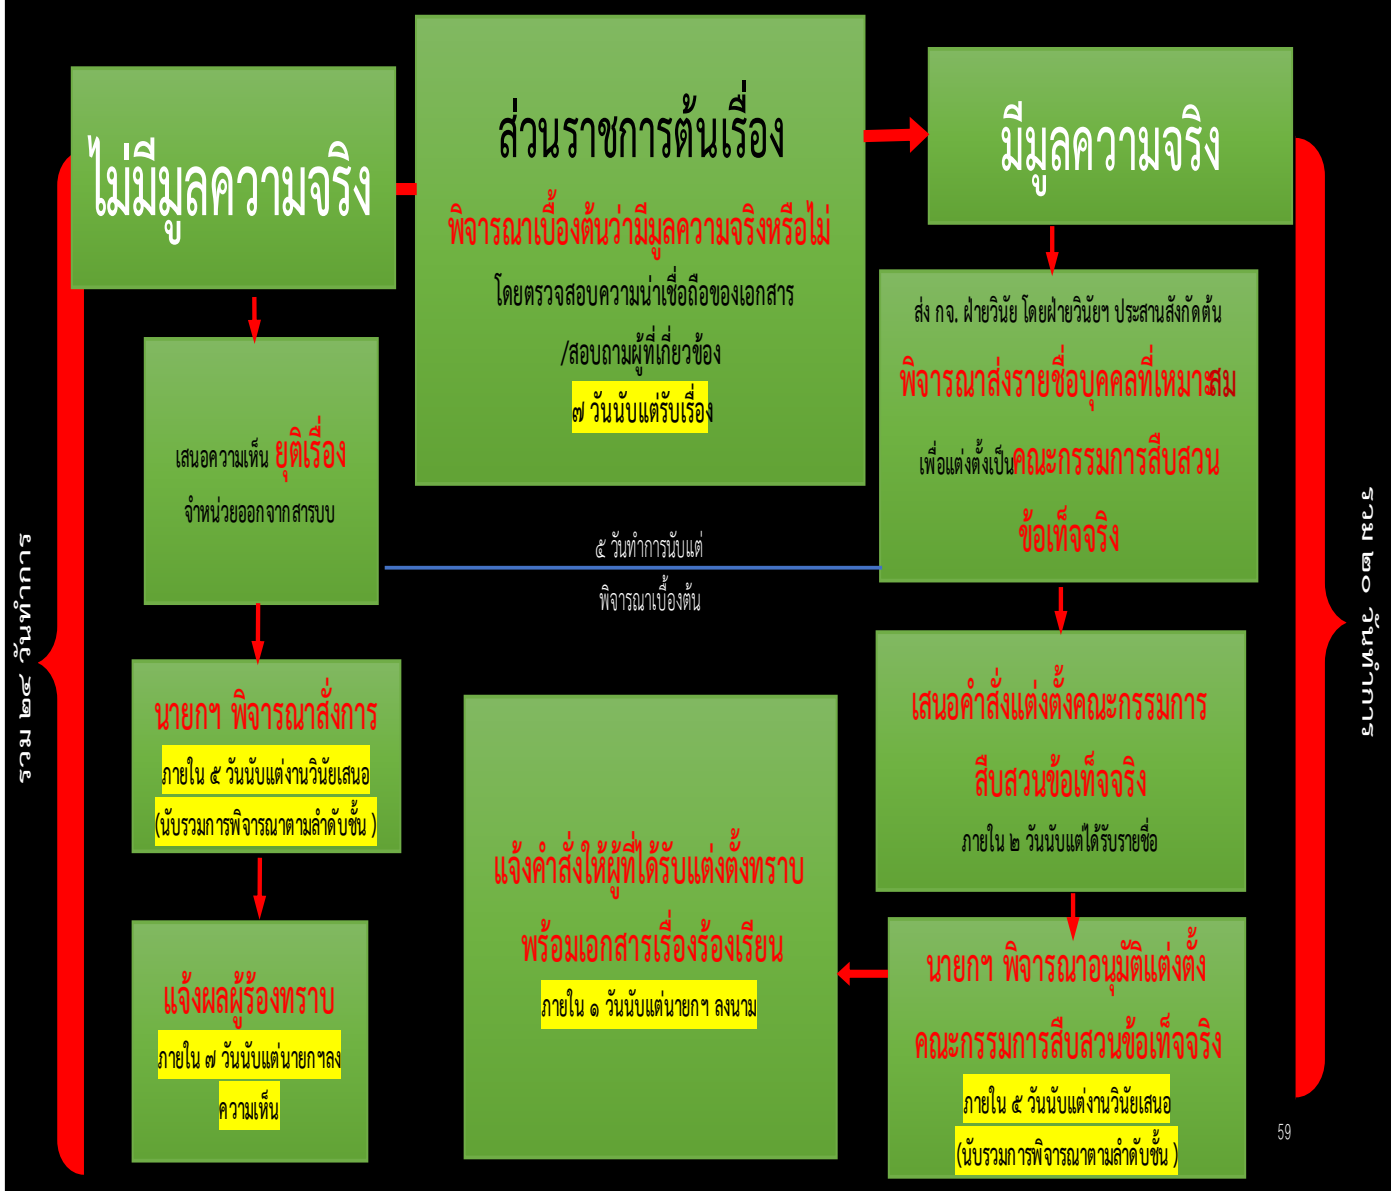 ส่วนราชการต้นเรื่อง
พิจารณาเบื้องต้นว่ามีมูลความจริงหรือไม่
โดยตรวจสอบความน่าเชื่อถือของเอกสาร
/สอบถามผู้ที่เกี่ยวข้อง
๗ วันนับแต่รับเรื่อง
ไม่มีมูลความจริง
เสนอความเห็น ยุติเรื่อง
จำหน่วยออกจากสารบบ
นายกฯ พิจารณาสั่งการ
ภายใน ๕ วันนับแต่งานวินัยเสนอ
(นับรวมการพิจารณาตามลำดับชั้น )
แจ้งผลผู้ร้องทราบ
ภายใน ๗ วันนับแต่นายกฯลง
ความเห็น
รวม ๒๔ วันทำการ
๕ วันทำการนับแต่
พิจารณาเบื้องต้น
มีมูลความจริง
ส่ง กจ. ฝ่ายวินัย โดยฝ่ายวินัยฯ ประสานสังกัดต้น
พิจารณาส่งรายชื่อบุคคลที่เหมาะสม
เพื่อแต่งตั้งเป็นคณะกรรมการสืบสวน
ข้อเท็จจริง
เสนอคำสั่งแต่งตั้งคณะกรรมการ
สืบสวนข้อเท็จจริง
ภายใน ๒ วันนับแต่ได้รับรายชื่อ
นายกฯ พิจารณาอนุมัติแต่งตั้ง
คณะกรรมการสืบสวนข้อเท็จจริง
ภายใน ๕ วันนับแต่งานวินัยเสนอ
(นับรวมการพิจารณาตามลำดับชั้น )
แจ้งคำสั่งให้ผู้ที่ได้รับแต่งตั้งทราบ
พร้อมเอกสารเรื่องร้องเรียน
ภายใน ๑ วันนับแต่นายกฯ ลงนาม
รวม ๒๐ วันทำการ
59